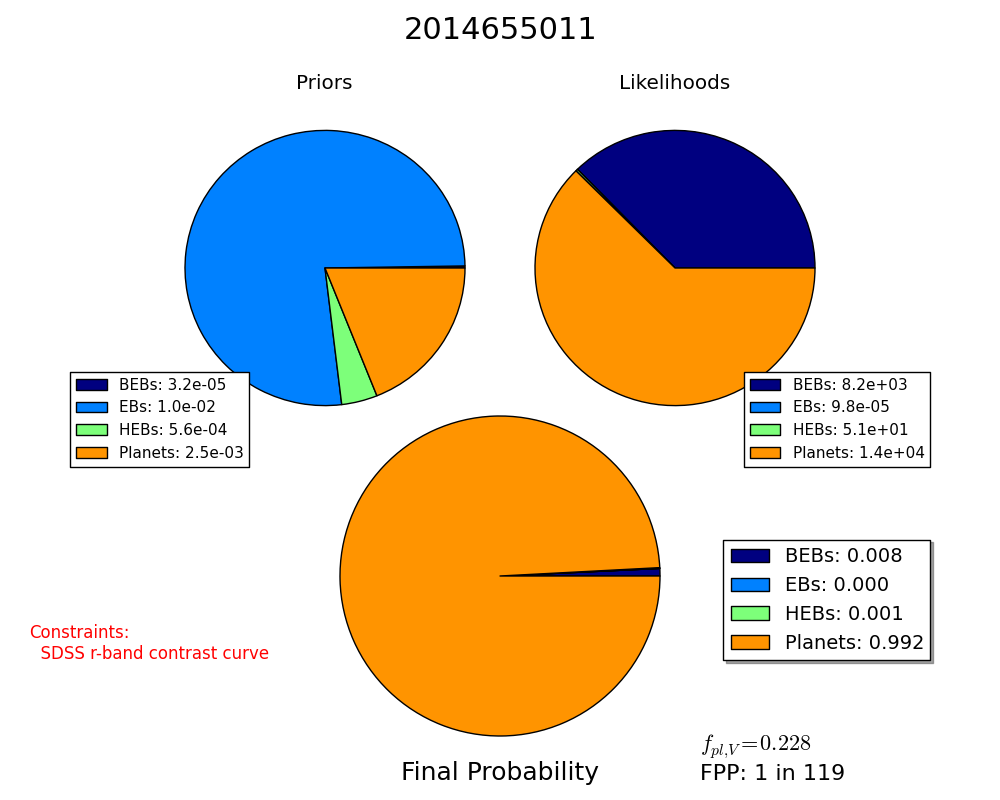 2014655011
Priors
Likelihoods
BEBs: 3.2e-05
EBs: 1.0e-02
HEBs: 5.6e-04
Planets: 2.5e-03
BEBs: 8.2e+03
EBs: 9.8e-05
HEBs: 5.1e+01
Planets: 1.4e+04
BEBs: 0.008
EBs: 0.000
HEBs: 0.001
Planets: 0.992
Constraints:
SDSS r-band contrast curve
f_{pl,V}=0.228
Final Probability
FPP: 1 in 119